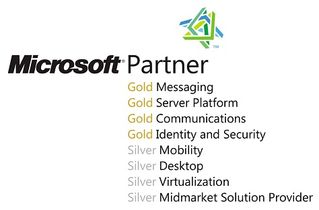 TM
Microsoft® Partner
Gold Messaging
Gold Server Platform
Gold Communications
Gold Identity and Security
Silver Mobility
Silver Desktop
Silver Virtualization
Silver Midmarket Solution Provider